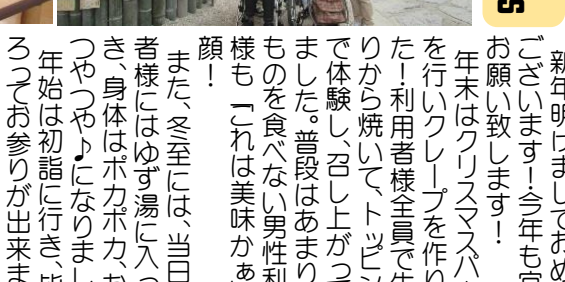 新年明けましておめ
ございます！今年も宜
お願い致します！
年末はクリスマスパ
を行いクレープを作り
た！利用者様全員で生
りから焼いて、トッピン
で体験し、召し上がって
ました。普段はあまり
ものを食べない男性利
様も「これは美味かぁ
顔！
また、冬至には、当日
者様にはゆず湯に入っ
き、身体はポカポカ、お
つやつや♪になりまし
年始は初詣に行き、皆
ろってお参りが出来ま